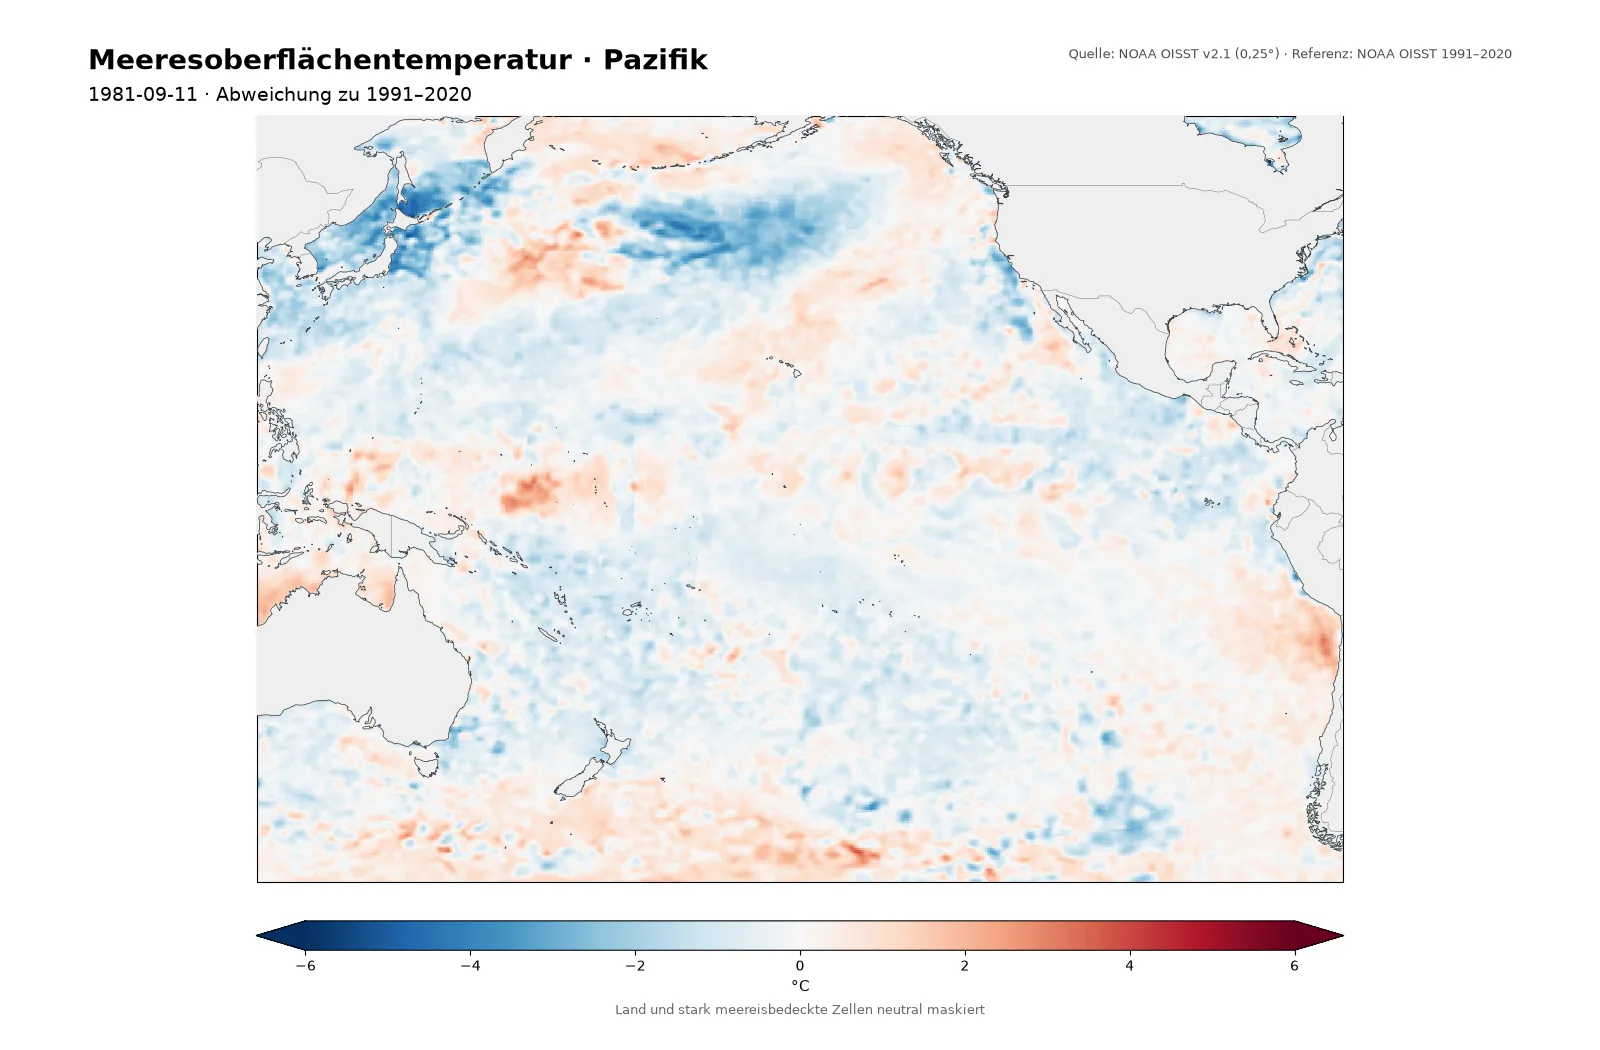 Meeresoberflächentemperatur · Pazifik
Quelle: NOAA OISST v2.1 (0,25°) · Referenz: NOAA OISST 1991–2020
1981-09-11 · Abweichung zu 1991–2020
−6 −4 −2 0 2 4 6
°C
Land und stark meereisbedeckte Zellen neutral maskiert